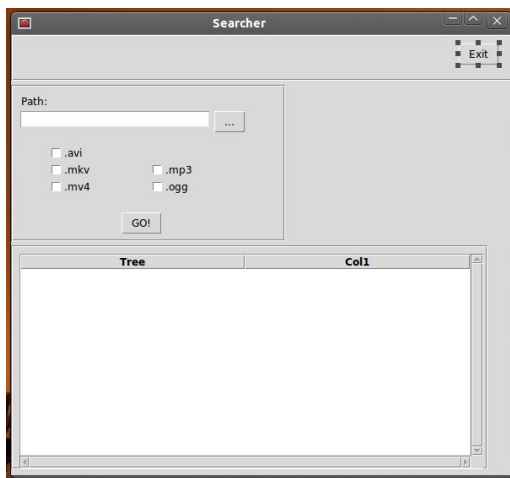 Searcher
Exit
Path:
...
.avi
.mkv .mp3
.mv4 .ogg
GO!
Tree Col1